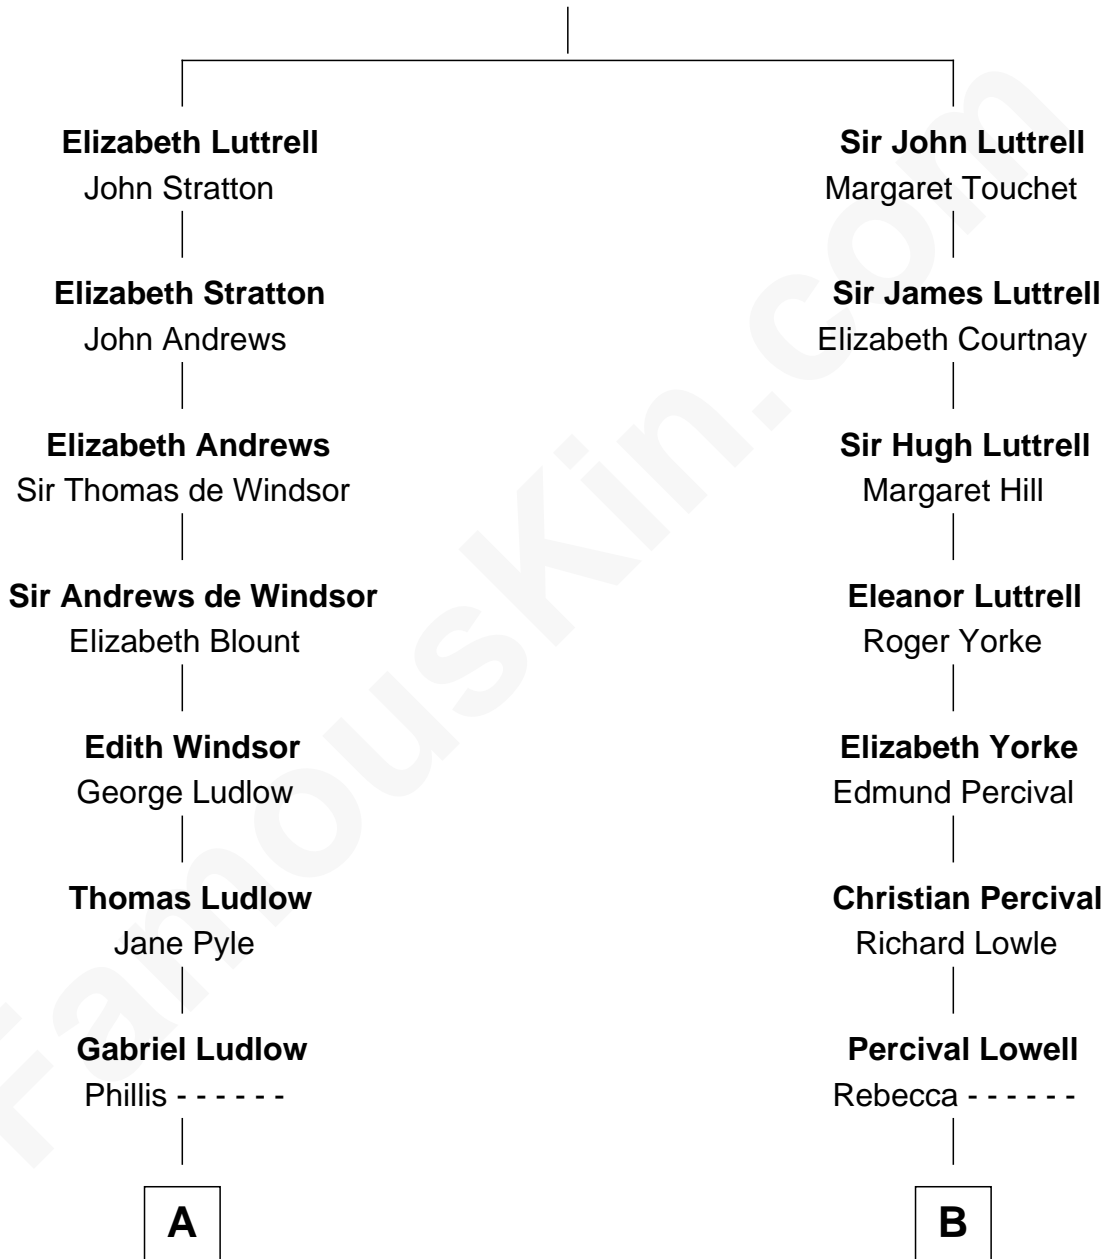 Elizabeth Luttrell
John Stratton
Elizabeth Stratton
John Andrews
Elizabeth Andrews
Sir Thomas de Windsor
Sir Andrews de Windsor
Elizabeth Blount
Edith Windsor
George Ludlow
Thomas Ludlow
Jane Pyle
Gabriel Ludlow
Phillis - - - - - -
A
Sir John Luttrell
Margaret Touchet
Sir James Luttrell
Elizabeth Courtnay
Sir Hugh Luttrell
Margaret Hill
Eleanor Luttrell
Roger Yorke
Elizabeth Yorke
Edmund Percival
Christian Percival
Richard Lowle
Percival Lowell
Rebecca - - - - - -
B
FamousKin.com